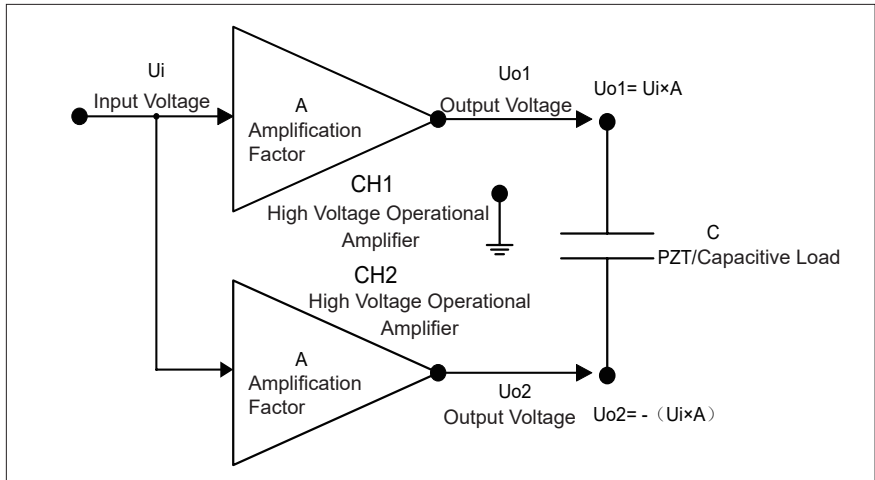 Ui
Input Voltage
A
Amplification
Factor
Uo1
Output Voltage
Uo1= Ui×A
CH1
High Voltage Operational
Amplifier
C
PZT/Capacitive Load
CH2
High Voltage Operational
Amplifier
A
Amplification
Factor
Uo2
Output Voltage
Uo2= -（Ui×A）